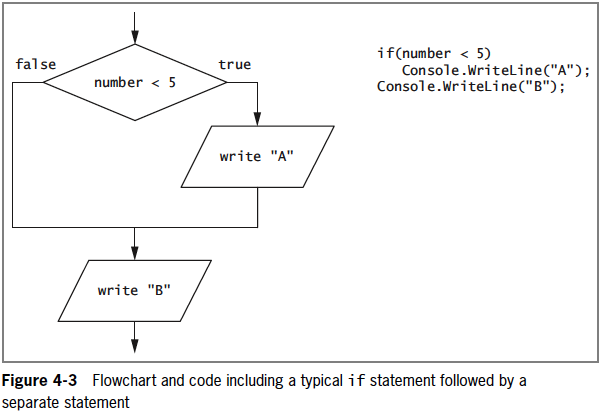 false
true
number < 5
write "A"
write "B"
if(number < 5)
   Console.WriteLine("A");
Console.WriteLine("B");
Figure 4-3 Flowchart and code including a typical if statement followed by a
separate statement